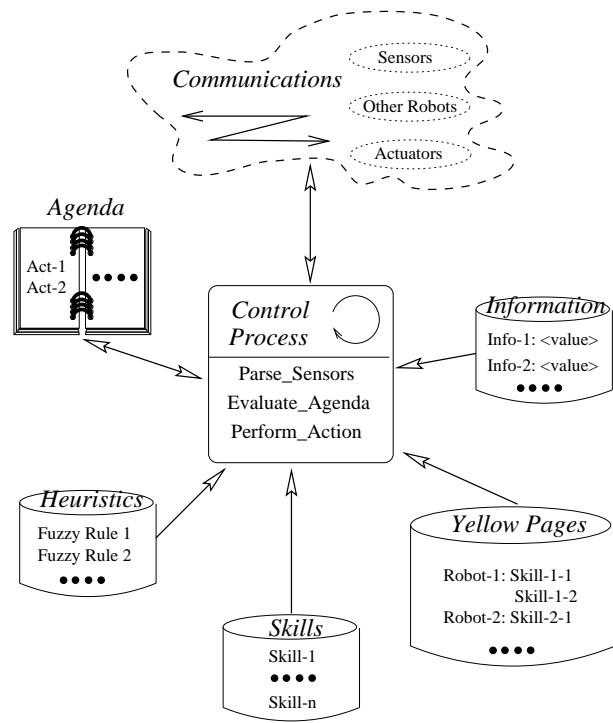 Communications
Sensors
Other Robots
Actuators
Agenda
Act-1
Act-2
Control
Process
Parse_Sensors
Evaluate_Agenda
Perform_Action
Information
Info-1: <value>
Info-2: <value>
Heuristics
Fuzzy Rule 1
Fuzzy Rule 2
Skills
Skill-1
Skill-n
Yellow Pages
Robot-1: Skill-1-1
Skill-1-2
Robot-2: Skill-2-1